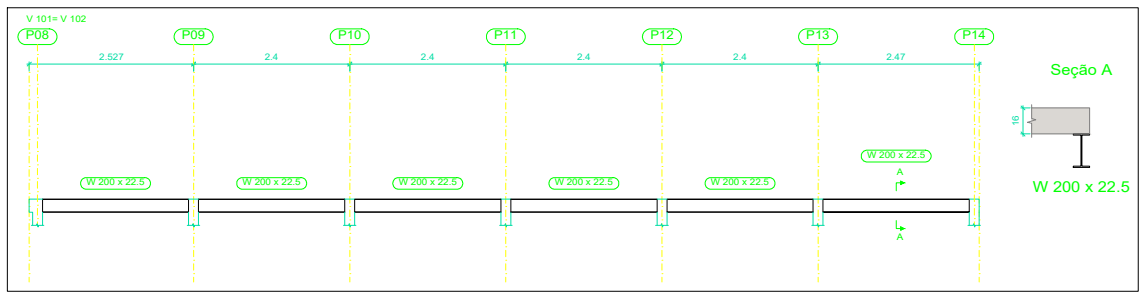 V 101= V 102
P08 P09 P10 P11 P12 P13 P14
2.527 2.4 2.4 2.4 2.4 2.47
Seção A
16
W 200 x 22.5
W 200 x 22.5 W 200 x 22.5 W 200 x 22.5 W 200 x 22.5 W 200 x 22.5
A
W 200 x 22.5
A